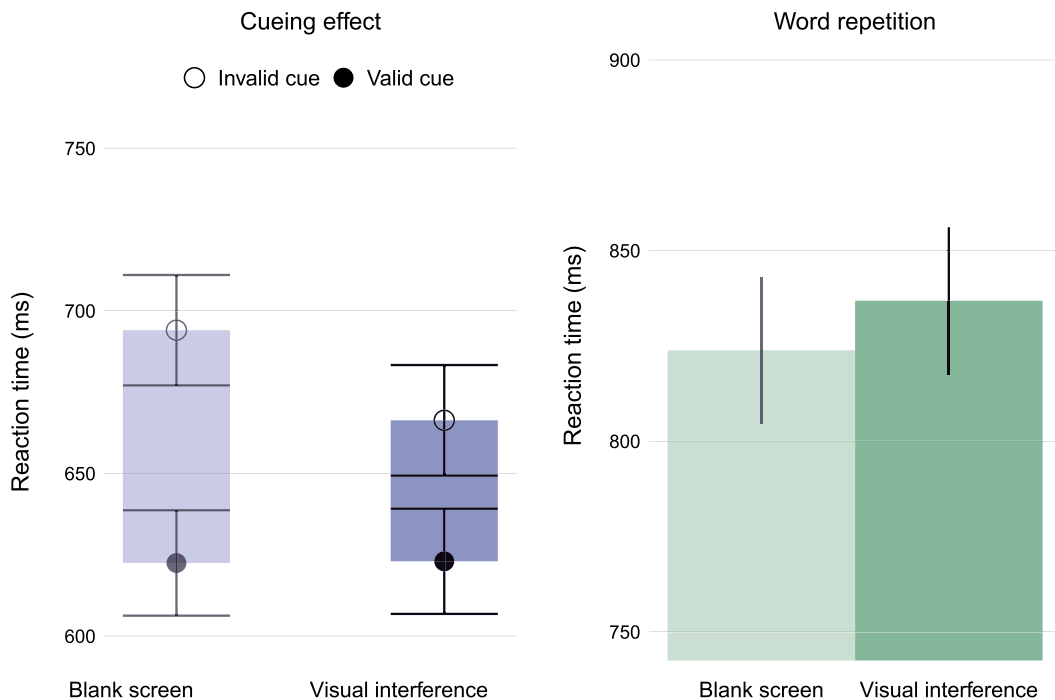 Cueing effect
Invalid cue
Valid cue
Reaction time (ms)
750
700
650
600
Blank screen
Visual interference
Word repetition
Reaction time (ms)
900
850
800
750
Blank screen
Visual interference